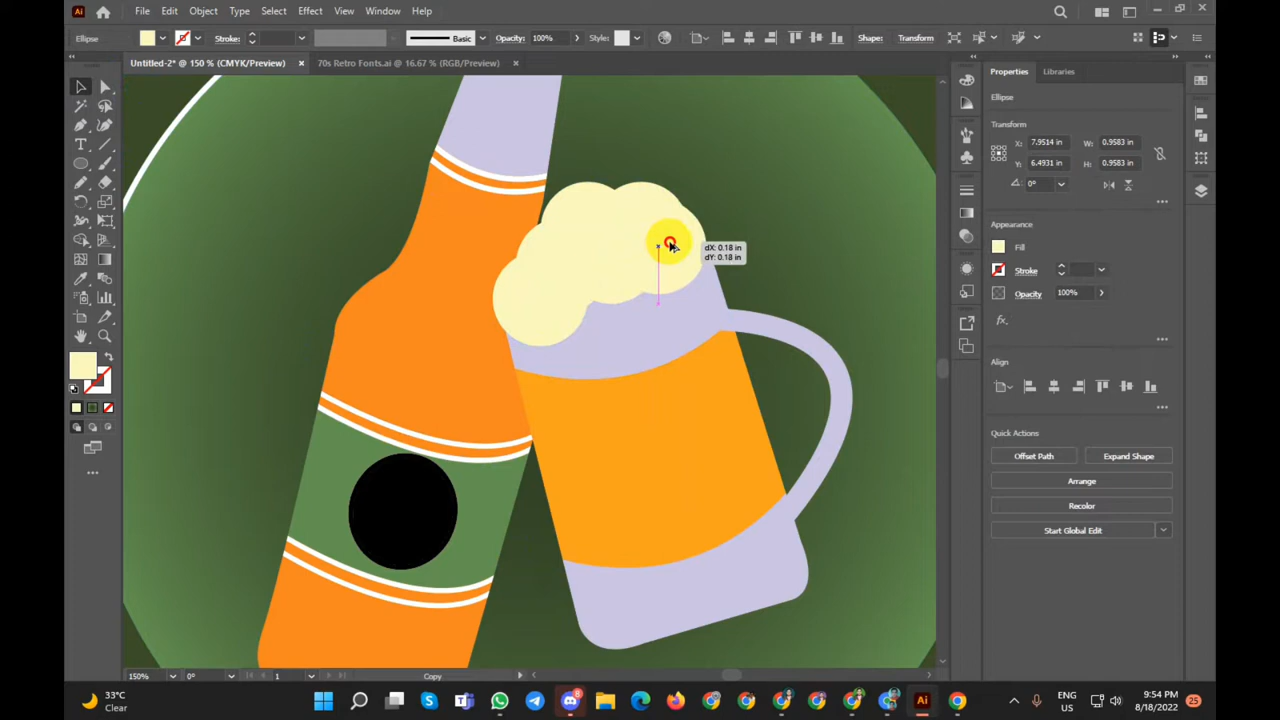 Ai File Edit Object Type Select Effect View Window Help
Ellipse Stroke: Basic Opacity: 100% Style: Shape: Transform
Untitled-2* @ 150 % (CMYK/Preview) 70s Retro Fonts.ai @ 16.67 % (RGB/Preview)
Properties Libraries
Ellipse
Transform
X: 7.9514 in W: 0.9583 in
Y: 6.4931 in H: 0.9583 in
0°
Appearance
Fill
Stroke
Opacity 100%
fx
dX: 0.18 in
dY: 0.18 in
Align
Quick Actions
Offset Path Expand Shape
Arrange
Recolor
Start Global Edit
150% 0° 1 Copy
33°C
Clear
8
Ai
ENG
US
9:54 PM
8/18/2022
25